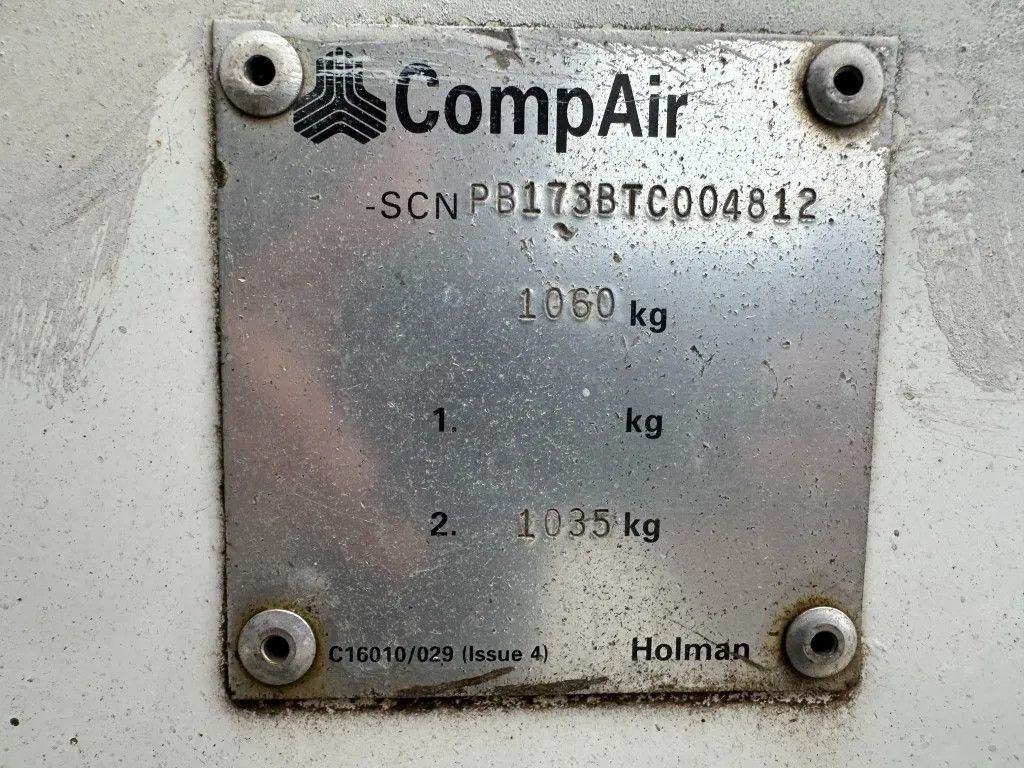 CompAir
-SCN PB173BTC004812
1060 kg
1. kg
2. 1035 kg
C16010/029 (Issue 4) Holman